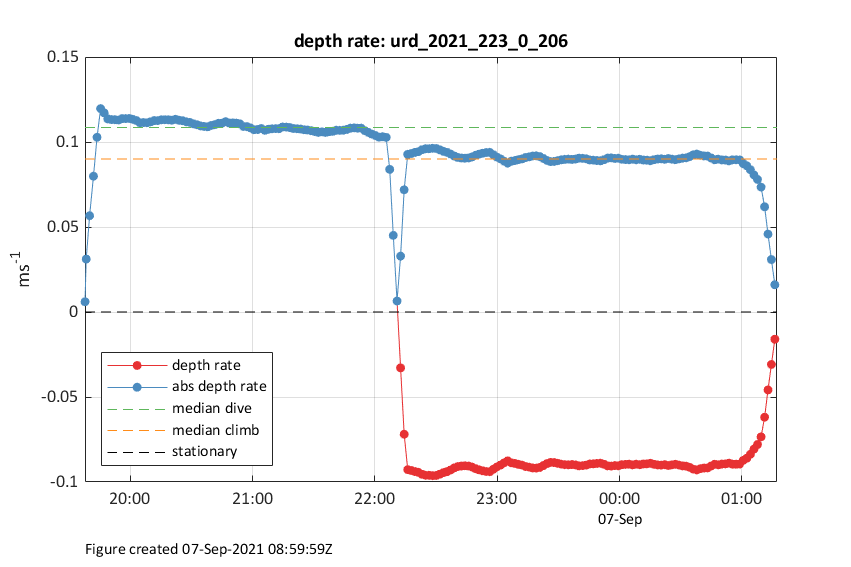 depth rate: urd_2021_223_0_206
0.15
0.1
0.05
0
-0.05
-0.1
ms-1
depth rate
abs depth rate
median dive
median climb
stationary
20:00 21:00 22:00 23:00 00:00 01:00
07-Sep
Figure created 07-Sep-2021 08:59:59Z